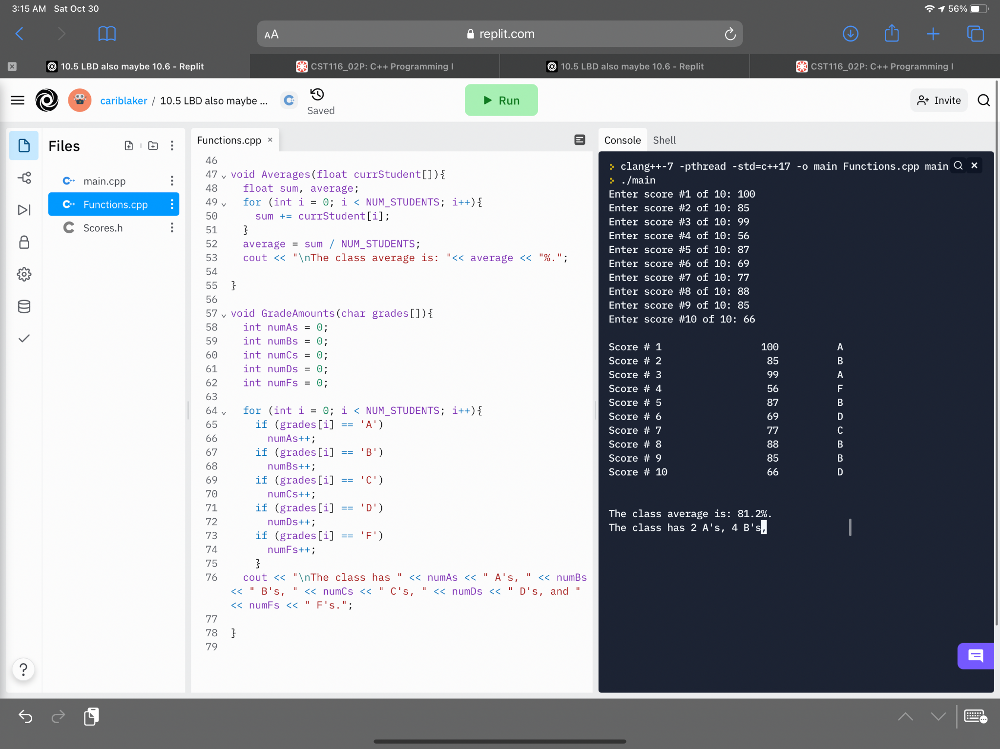 3:15 AM Sat Oct 30
56%
AA
replit.com
10.5 LBD also maybe 10.6 - Replit
CST116_02P: C++ Programming I
10.5 LBD also maybe 10.6 - Replit
CST116_02P: C++ Programming I
cariblaker / 10.5 LBD also maybe ...
Saved
Run
Invite
Files
main.cpp
Functions.cpp
Scores.h
Functions.cpp
46
47 void Averages(float currStudent[]){
48 float sum, average;
49 for (int i = 0; i < NUM_STUDENTS; i++){
50 sum += currStudent[i];
51 }
52 average = sum / NUM_STUDENTS;
53 cout << "\nThe class average is: "<< average << "%.";
54
55 }
56
57 void GradeAmounts(char grades[]){
58 int numAs = 0;
59 int numBs = 0;
60 int numCs = 0;
61 int numDs = 0;
62 int numFs = 0;
63
64 for (int i = 0; i < NUM_STUDENTS; i++){
65 if (grades[i] == 'A')
66 numAs++;
67 if (grades[i] == 'B')
68 numBs++;
69 if (grades[i] == 'C')
70 numCs++;
71 if (grades[i] == 'D')
72 numDs++;
73 if (grades[i] == 'F')
74 numFs++;
75 }
76 cout << "\nThe class has " << numAs << " A's, " << numBs
<< " B's, " << numCs << " C's, " << numDs << " D's, and "
<< numFs << " F's.";
77
78 }
79
Console
Shell
clang++-7 -pthread -std=c++17 -o main Functions.cpp main
./main
Enter score #1 of 10: 100
Enter score #2 of 10: 85
Enter score #3 of 10: 99
Enter score #4 of 10: 56
Enter score #5 of 10: 87
Enter score #6 of 10: 69
Enter score #7 of 10: 77
Enter score #8 of 10: 88
Enter score #9 of 10: 85
Enter score #10 of 10: 66
Score # 1 100 A
Score # 2 85 B
Score # 3 99 A
Score # 4 56 F
Score # 5 87 B
Score # 6 69 D
Score # 7 77 C
Score # 8 88 B
Score # 9 85 B
Score # 10 66 D
The class average is: 81.2%.
The class has 2 A's, 4 B's,
?